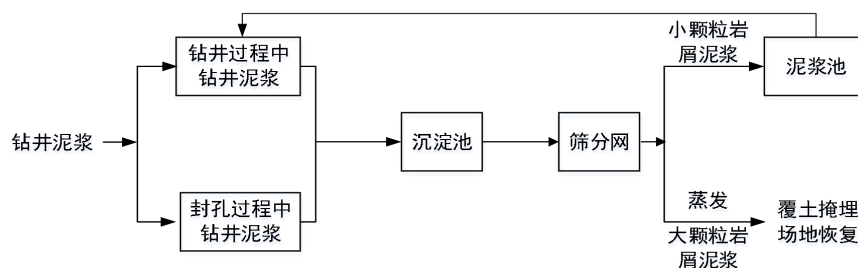 钻井泥浆
钻井过程中
钻井泥浆
封孔过程中
钻井泥浆
沉淀池
筛分网
小颗粒岩
屑泥浆
泥浆池
蒸发
大颗粒岩
屑泥浆
覆土掩埋
场地恢复